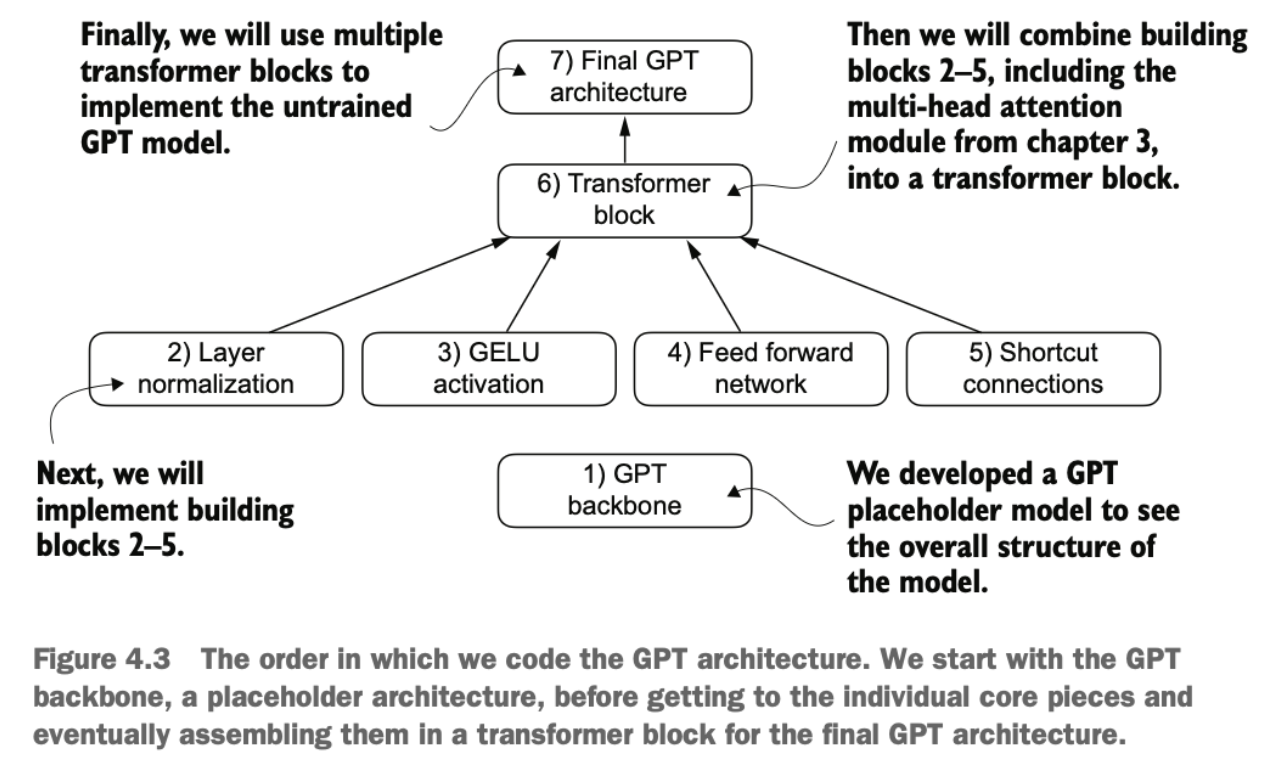 Finally, we will use multiple
transformer blocks to
implement the untrained
GPT model.
7) Final GPT
architecture
Then we will combine building
blocks 2–5, including the
multi-head attention
module from chapter 3,
into a transformer block.
6) Transformer
block
2) Layer
normalization
3) GELU
activation
4) Feed forward
network
5) Shortcut
connections
Next, we will
implement building
blocks 2–5.
1) GPT
backbone
We developed a GPT
placeholder model to see
the overall structure of
the model.
Figure 4.3 The order in which we code the GPT architecture. We start with the GPT
backbone, a placeholder architecture, before getting to the individual core pieces and
eventually assembling them in a transformer block for the final GPT architecture.